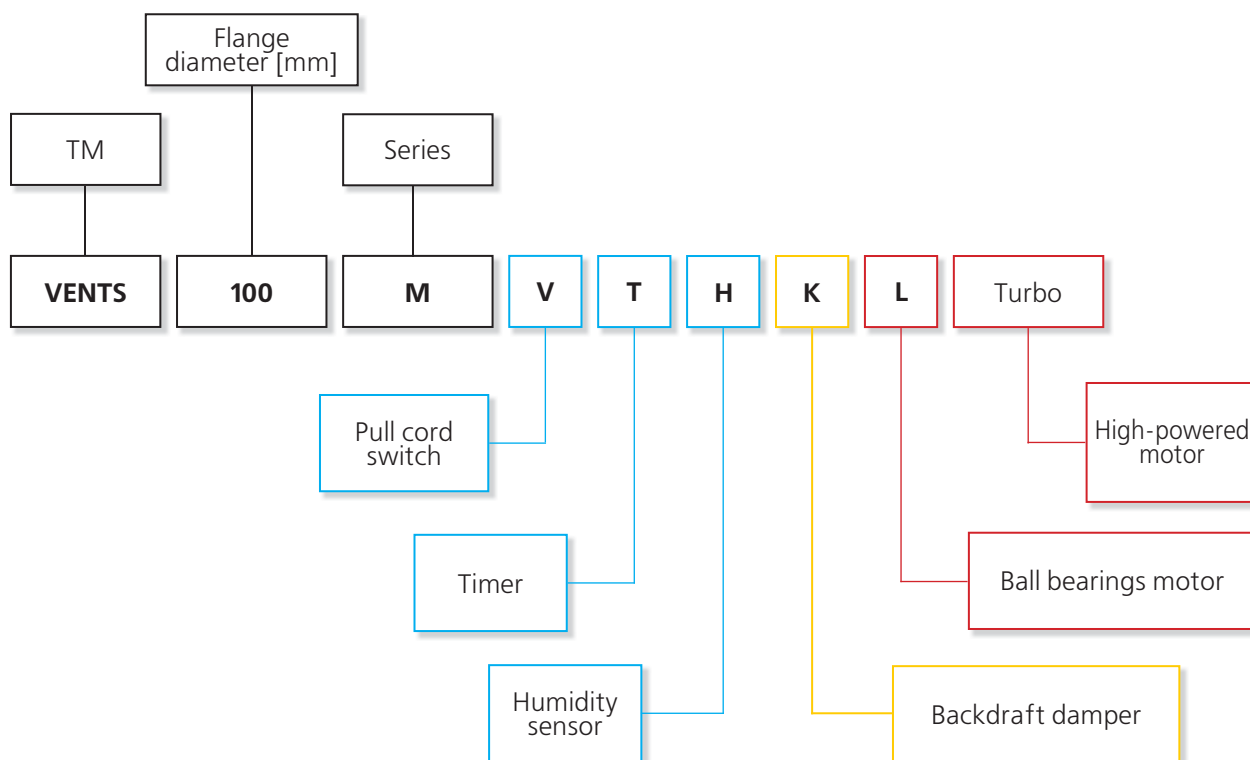 Flange
diameter [mm]
TM
Series
VENTS
100
M
V
T
H
K
L
Turbo
Pull cord
switch
High-powered
motor
Timer
Ball bearings motor
Humidity
sensor
Backdraft damper